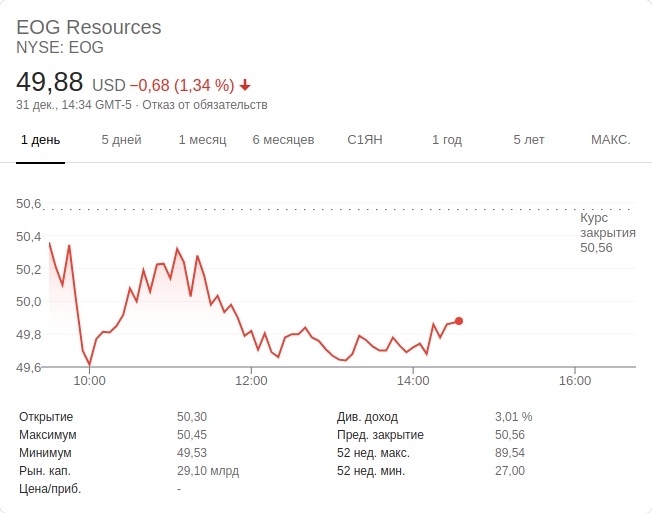 EOG Resources
NYSE: EOG
49,88 USD −0,68 (1,34 %)
31 дек., 14:34 GMT-5 · Отказ от обязательств
1 день 5 дней 1 месяц 6 месяцев С1ЯН 1 год 5 лет МАКС.
50,6
Курс
закрытия
50,56
50,4
50,2
50,0
49,8
49,6
10:00 12:00 14:00 16:00
Открытие 50,30 Див. доход 3,01 %
Максимум 50,45 Пред. закрытие 50,56
Минимум 49,53 52 нед. макс. 89,54
Рын. кап. 29,10 млрд 52 нед. мин. 27,00
Цена/приб. -